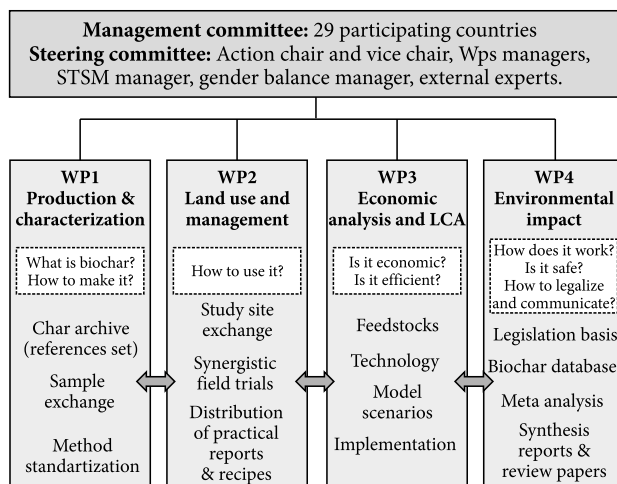 Management committee: 29 participating countries
Steering committee: Action chair and vice chair, Wps managers,
STSM manager, gender balance manager, external experts.
WP1
Production &
characterization
What is biochar?
How to make it?
Char archive
(references set)
Sample
exchange
Method
standartization
WP2
Land use and
management
How to use it?
Study site
exchange
Synergistic
field trials
Distribution
of practical
reports
& recipes
WP3
Economic
analysis and LCA
Is it economic?
Is it efficient?
Feedstocks
Technology
Model
scenarios
Implementation
WP4
Environmental
impact
How does it work?
Is it safe?
How to legalize
and communicate?
Legislation basis
Biochar database
Meta analysis
Synthesis
reports &
review papers